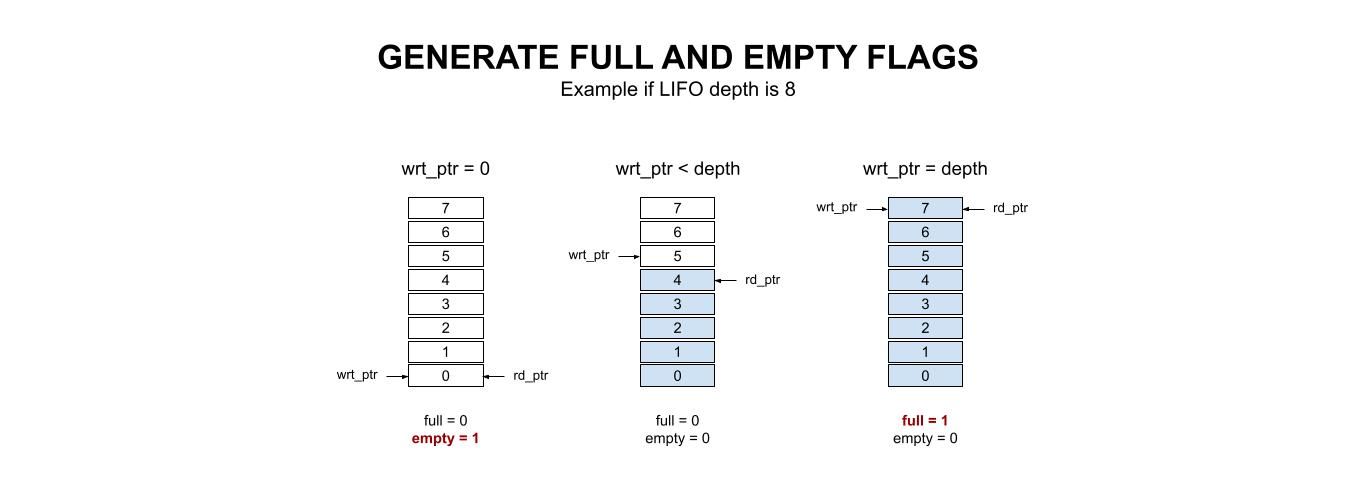 GENERATE FULL AND EMPTY FLAGS
Example if LIFO depth is 8
wrt_ptr = 0
7
6
5
4
3
2
1
wrt_ptr 0 rd_ptr
full = 0
empty = 1
wrt_ptr < depth
7
6
wrt_ptr 5
4 rd_ptr
3
2
1
0
full = 0
empty = 0
wrt_ptr = depth
wrt_ptr 7 rd_ptr
6
5
4
3
2
1
0
full = 1
empty = 0